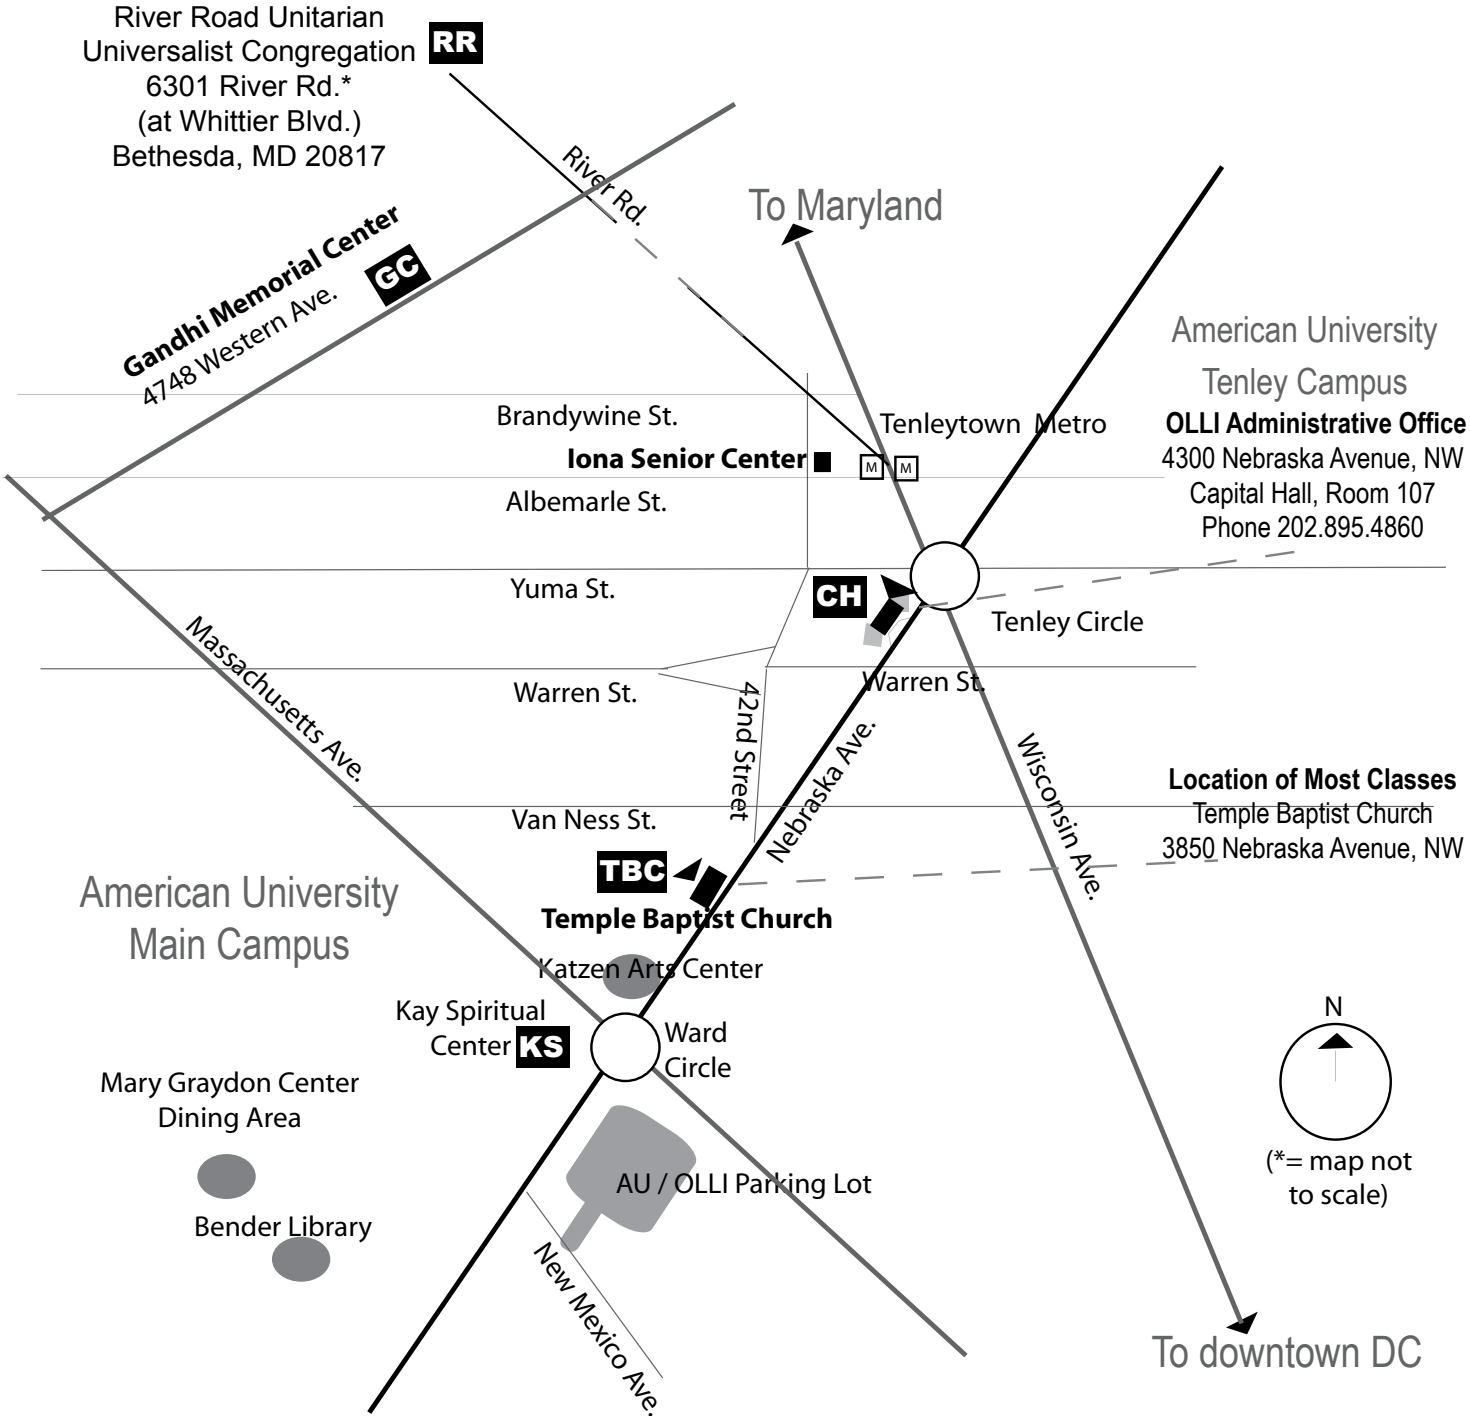 River Road Unitarian
Universalist Congregation
6301 River Rd.*
(at Whittier Blvd.)
Bethesda, MD 20817
RR
River Rd.
To Maryland
Gandhi Memorial Center
4748 Western Ave.
GC
American University
Tenley Campus
OLLI Administrative Office
4300 Nebraska Avenue, NW
Capital Hall, Room 107
Phone 202.895.4860
Brandywine St.
Tenleytown Metro
Iona Senior Center
M
M
Albemarle St.
Yuma St.
CH
Tenley Circle
Massachusetts Ave.
Warren St.
Warren St.
42nd Street
Nebraska Ave.
Wisconsin Ave.
Location of Most Classes
Temple Baptist Church
3850 Nebraska Avenue, NW
Van Ness St.
TBC
Temple Baptist Church
American University
Main Campus
Katzen Arts Center
Kay Spiritual
Center
KS
Ward
Circle
N
(*= map not
to scale)
Mary Graydon Center
Dining Area
AU / OLLI Parking Lot
Bender Library
New Mexico Ave.
To downtown DC